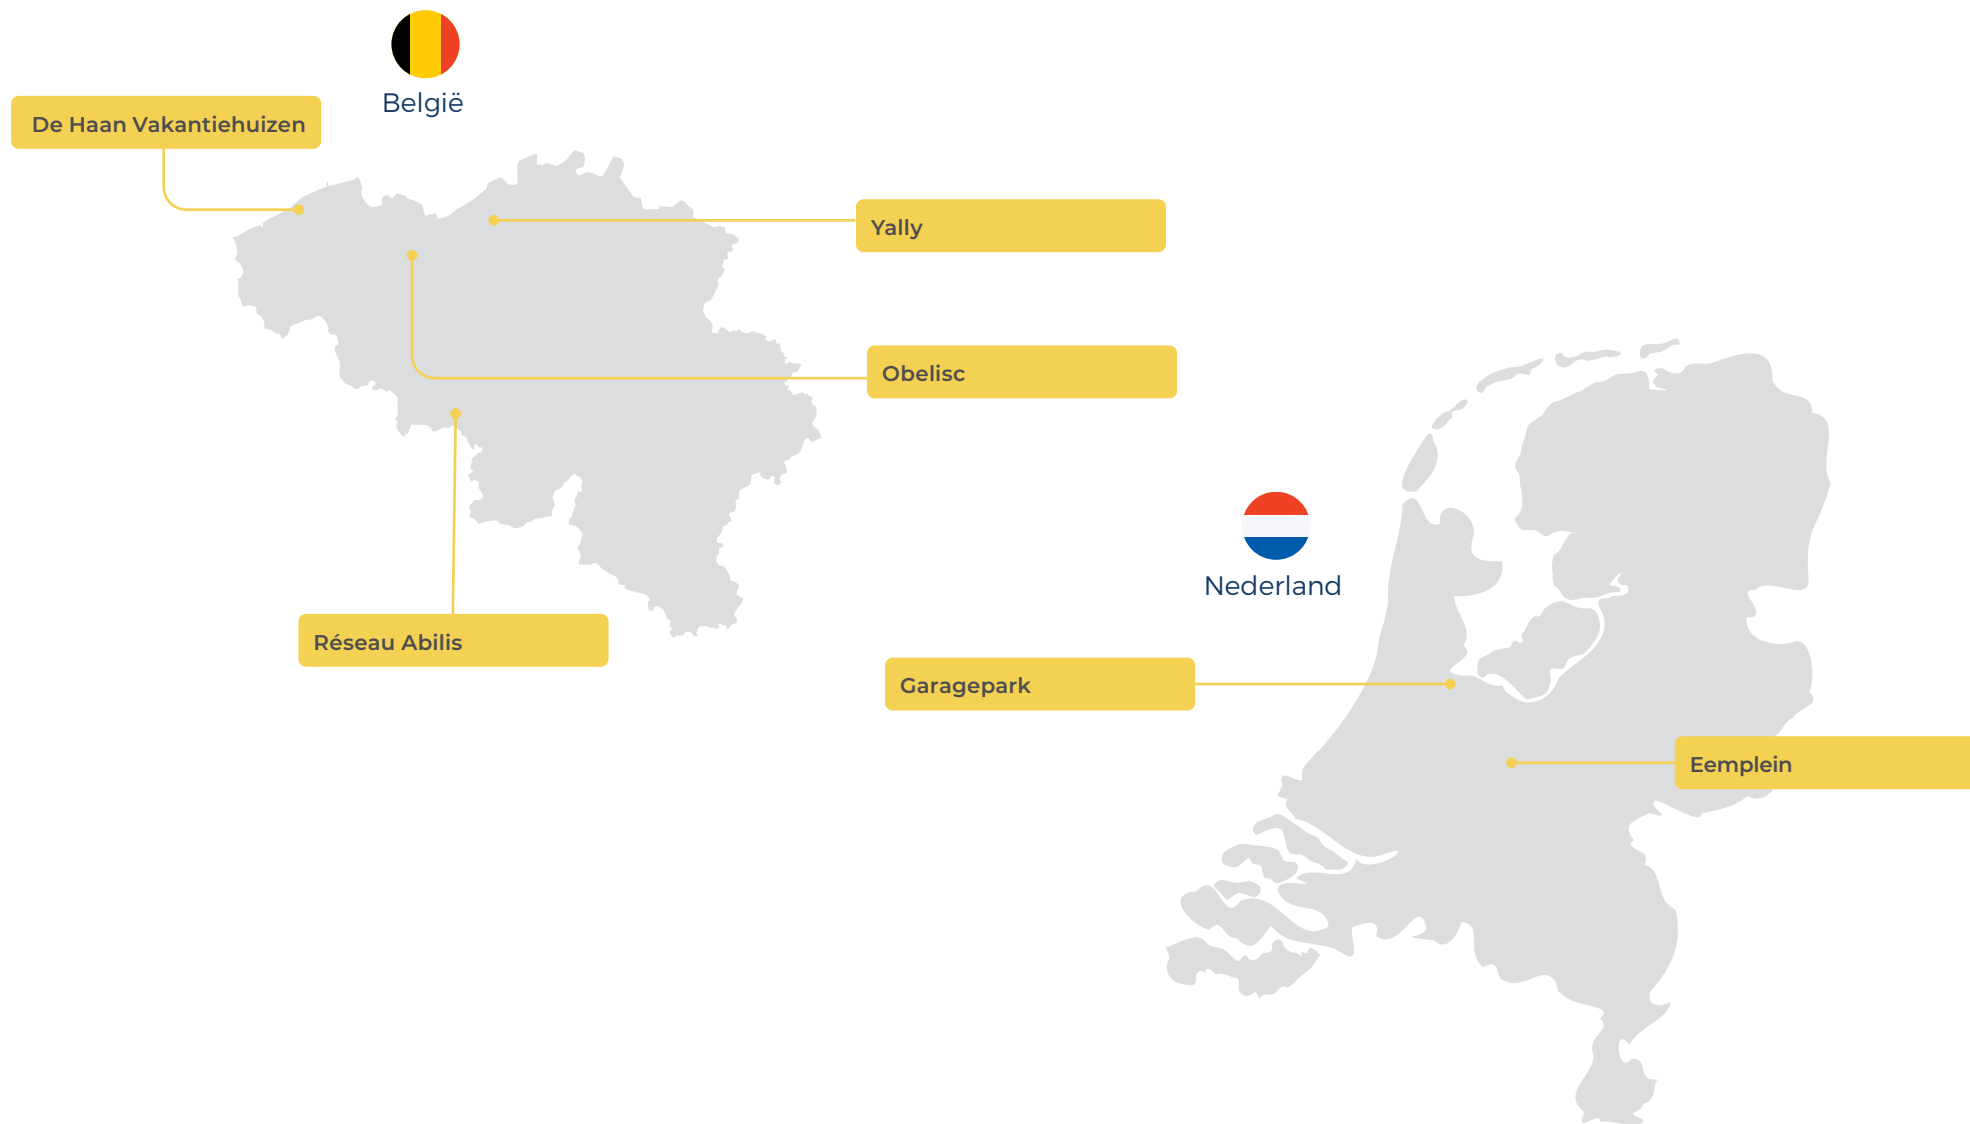 België
De Haan Vakantiehuizen
Yally
Obelisc
Réseau Abilis
Nederland
Garagepark
Eemplein